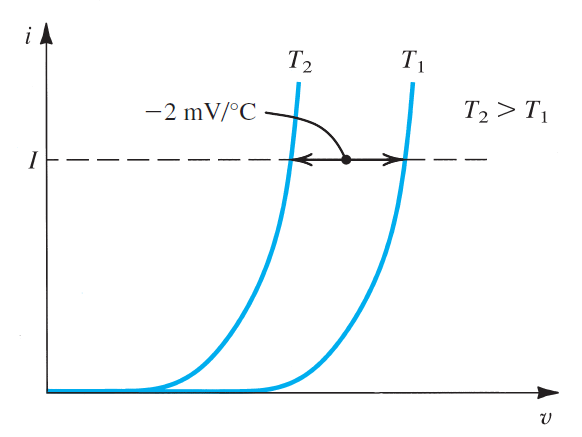 i
T₂
T₁
−2 mV/°C
T₂ > T₁
I
v